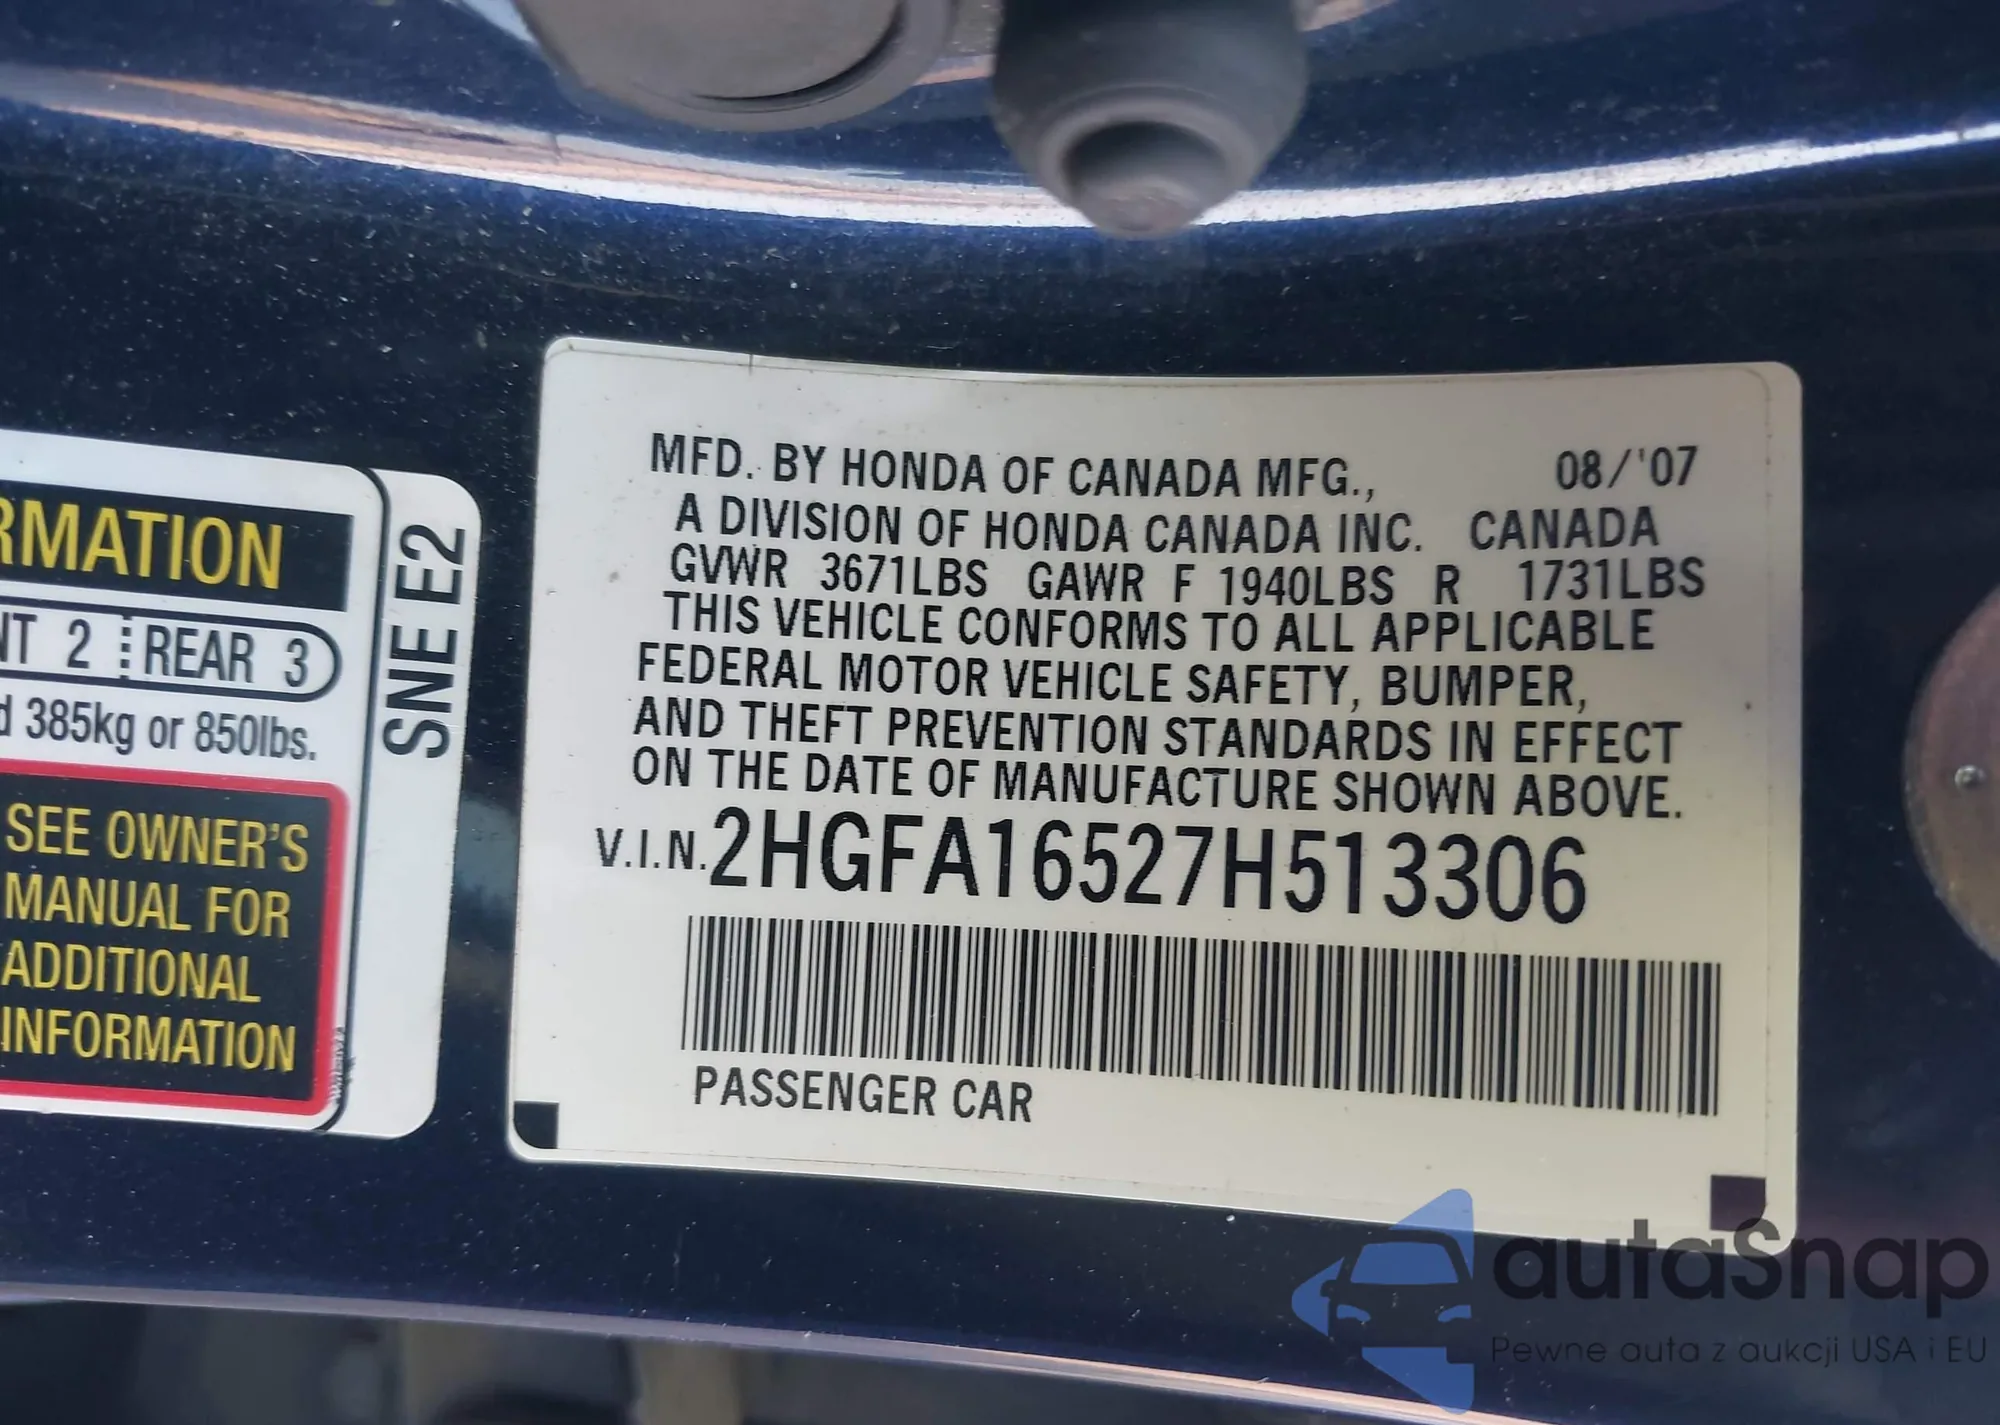 RMATION
NT 2 REAR 3
d 385kg or 850lbs.
SEE OWNER'S
MANUAL FOR
ADDITIONAL
INFORMATION
SNE E2
MFD. BY HONDA OF CANADA MFG., 08/'07
A DIVISION OF HONDA CANADA INC. CANADA
GVWR 3671LBS GAWR F 1940LBS R 1731LBS
THIS VEHICLE CONFORMS TO ALL APPLICABLE
FEDERAL MOTOR VEHICLE SAFETY, BUMPER,
AND THEFT PREVENTION STANDARDS IN EFFECT
ON THE DATE OF MANUFACTURE SHOWN ABOVE.
V.I.N. 2HGFA16527H513306
PASSENGER CAR
autaSnap
Pewne auta z aukcji USA i EU